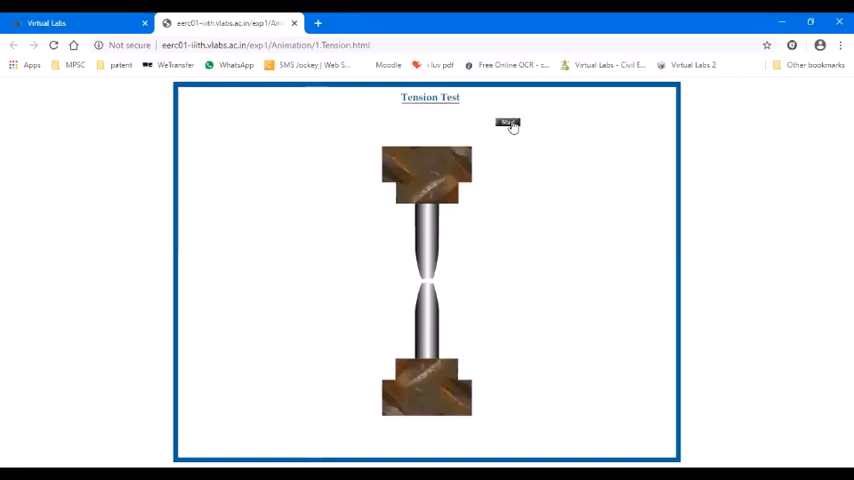 Virtual Labs
eerc01-iiith.vlabs.ac.in/exp1/Ani
Not secure
eerc01-iiith.vlabs.ac.in/exp1/Animation/1.Tension.html
Apps
MPSC
patent
WeTransfer
WhatsApp
SMS Jockey | Web S...
Moodle
i luv pdf
Free Online OCR - c...
Virtual Labs - Civil E...
Virtual Labs 2
Other bookmarks
Tension Test